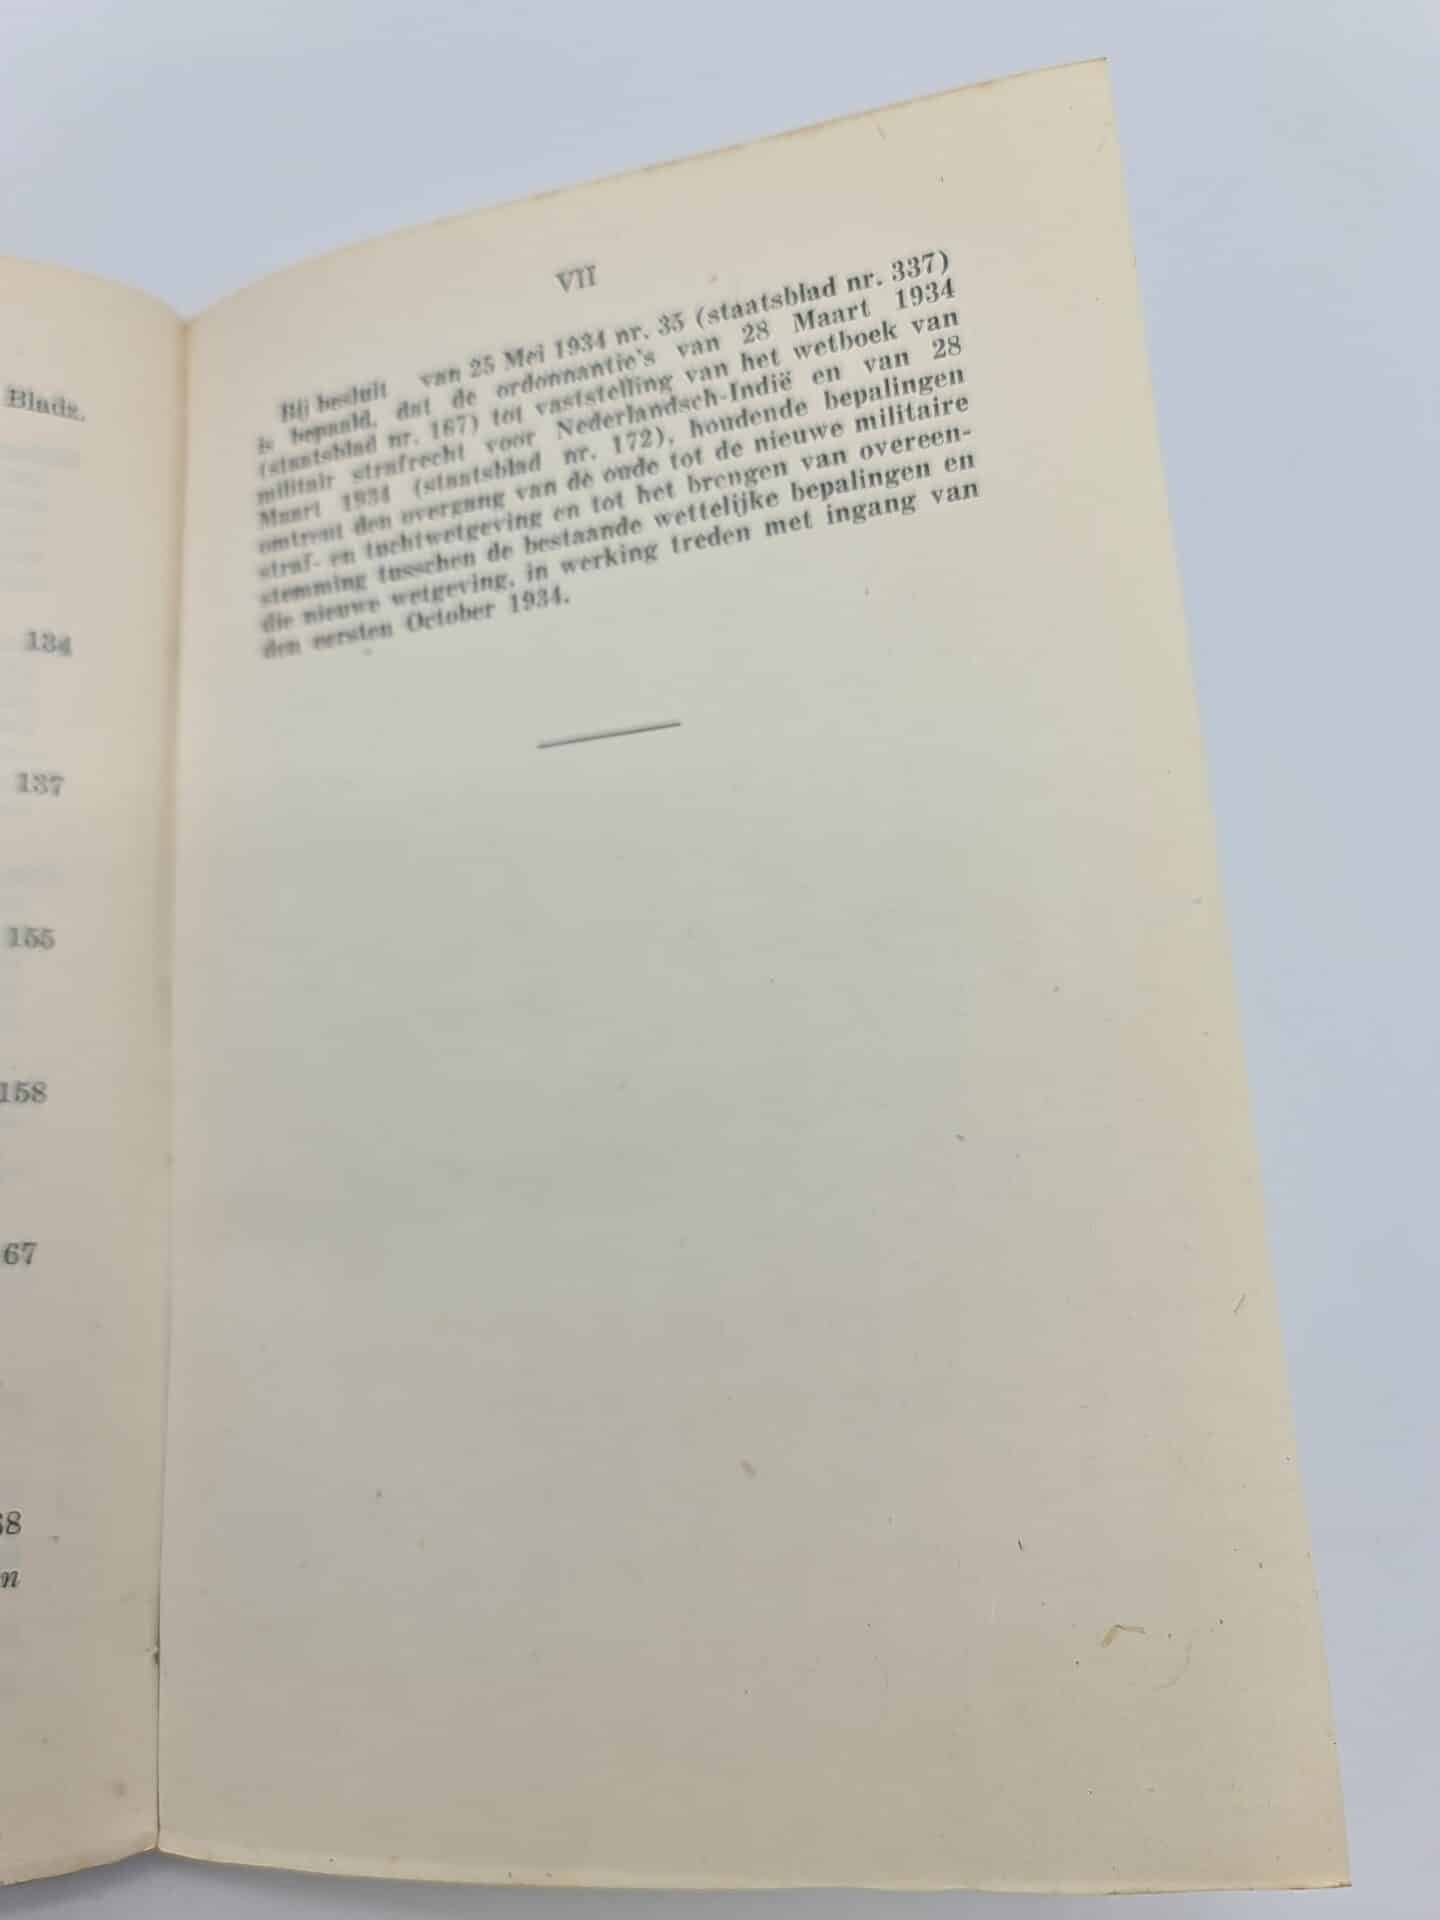 Bladz.
134
137
155
158
67
68
n
VII
Bij besluit van 25 Mei 1934 nr. 35 (staatsblad nr. 337)
is bepaald, dat de ordonnantie's van 28 Maart 1934
(staatsblad nr. 167) tot vaststelling van het wetboek van
militair strafrecht voor Nederlandsch-Indië en van 28
Maart 1934 (staatsblad nr. 172), houdende bepalingen
omtrent den overgang van de oude tot de nieuwe militaire
straf- en tuchtwetgeving en tot het brengen van overeen-
stemming tusschen de bestaande wettelijke bepalingen en
die nieuwe wetgeving, in werking treden met ingang van
den eersten October 1934.